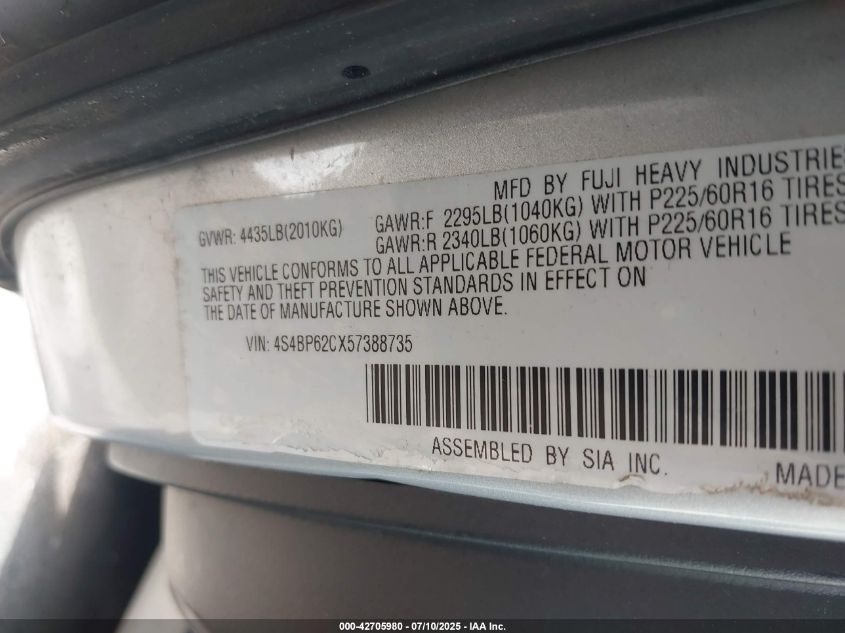 MFD BY FUJI HEAVY INDUSTRIE
GVWR: 4435LB(2010KG) GAWR:F 2295LB(1040KG) WITH P225/60R16 TIRES
GAWR:R 2340LB(1060KG) WITH P225/60R16 TIRES
THIS VEHICLE CONFORMS TO ALL APPLICABLE FEDERAL MOTOR VEHICLE
SAFETY AND THEFT PREVENTION STANDARDS IN EFFECT ON
THE DATE OF MANUFACTURE SHOWN ABOVE.
VIN: 4S4BP62CX57388735
ASSEMBLED BY SIA INC.
MADE
000-42705980 - 07/10/2025 - IAA Inc.